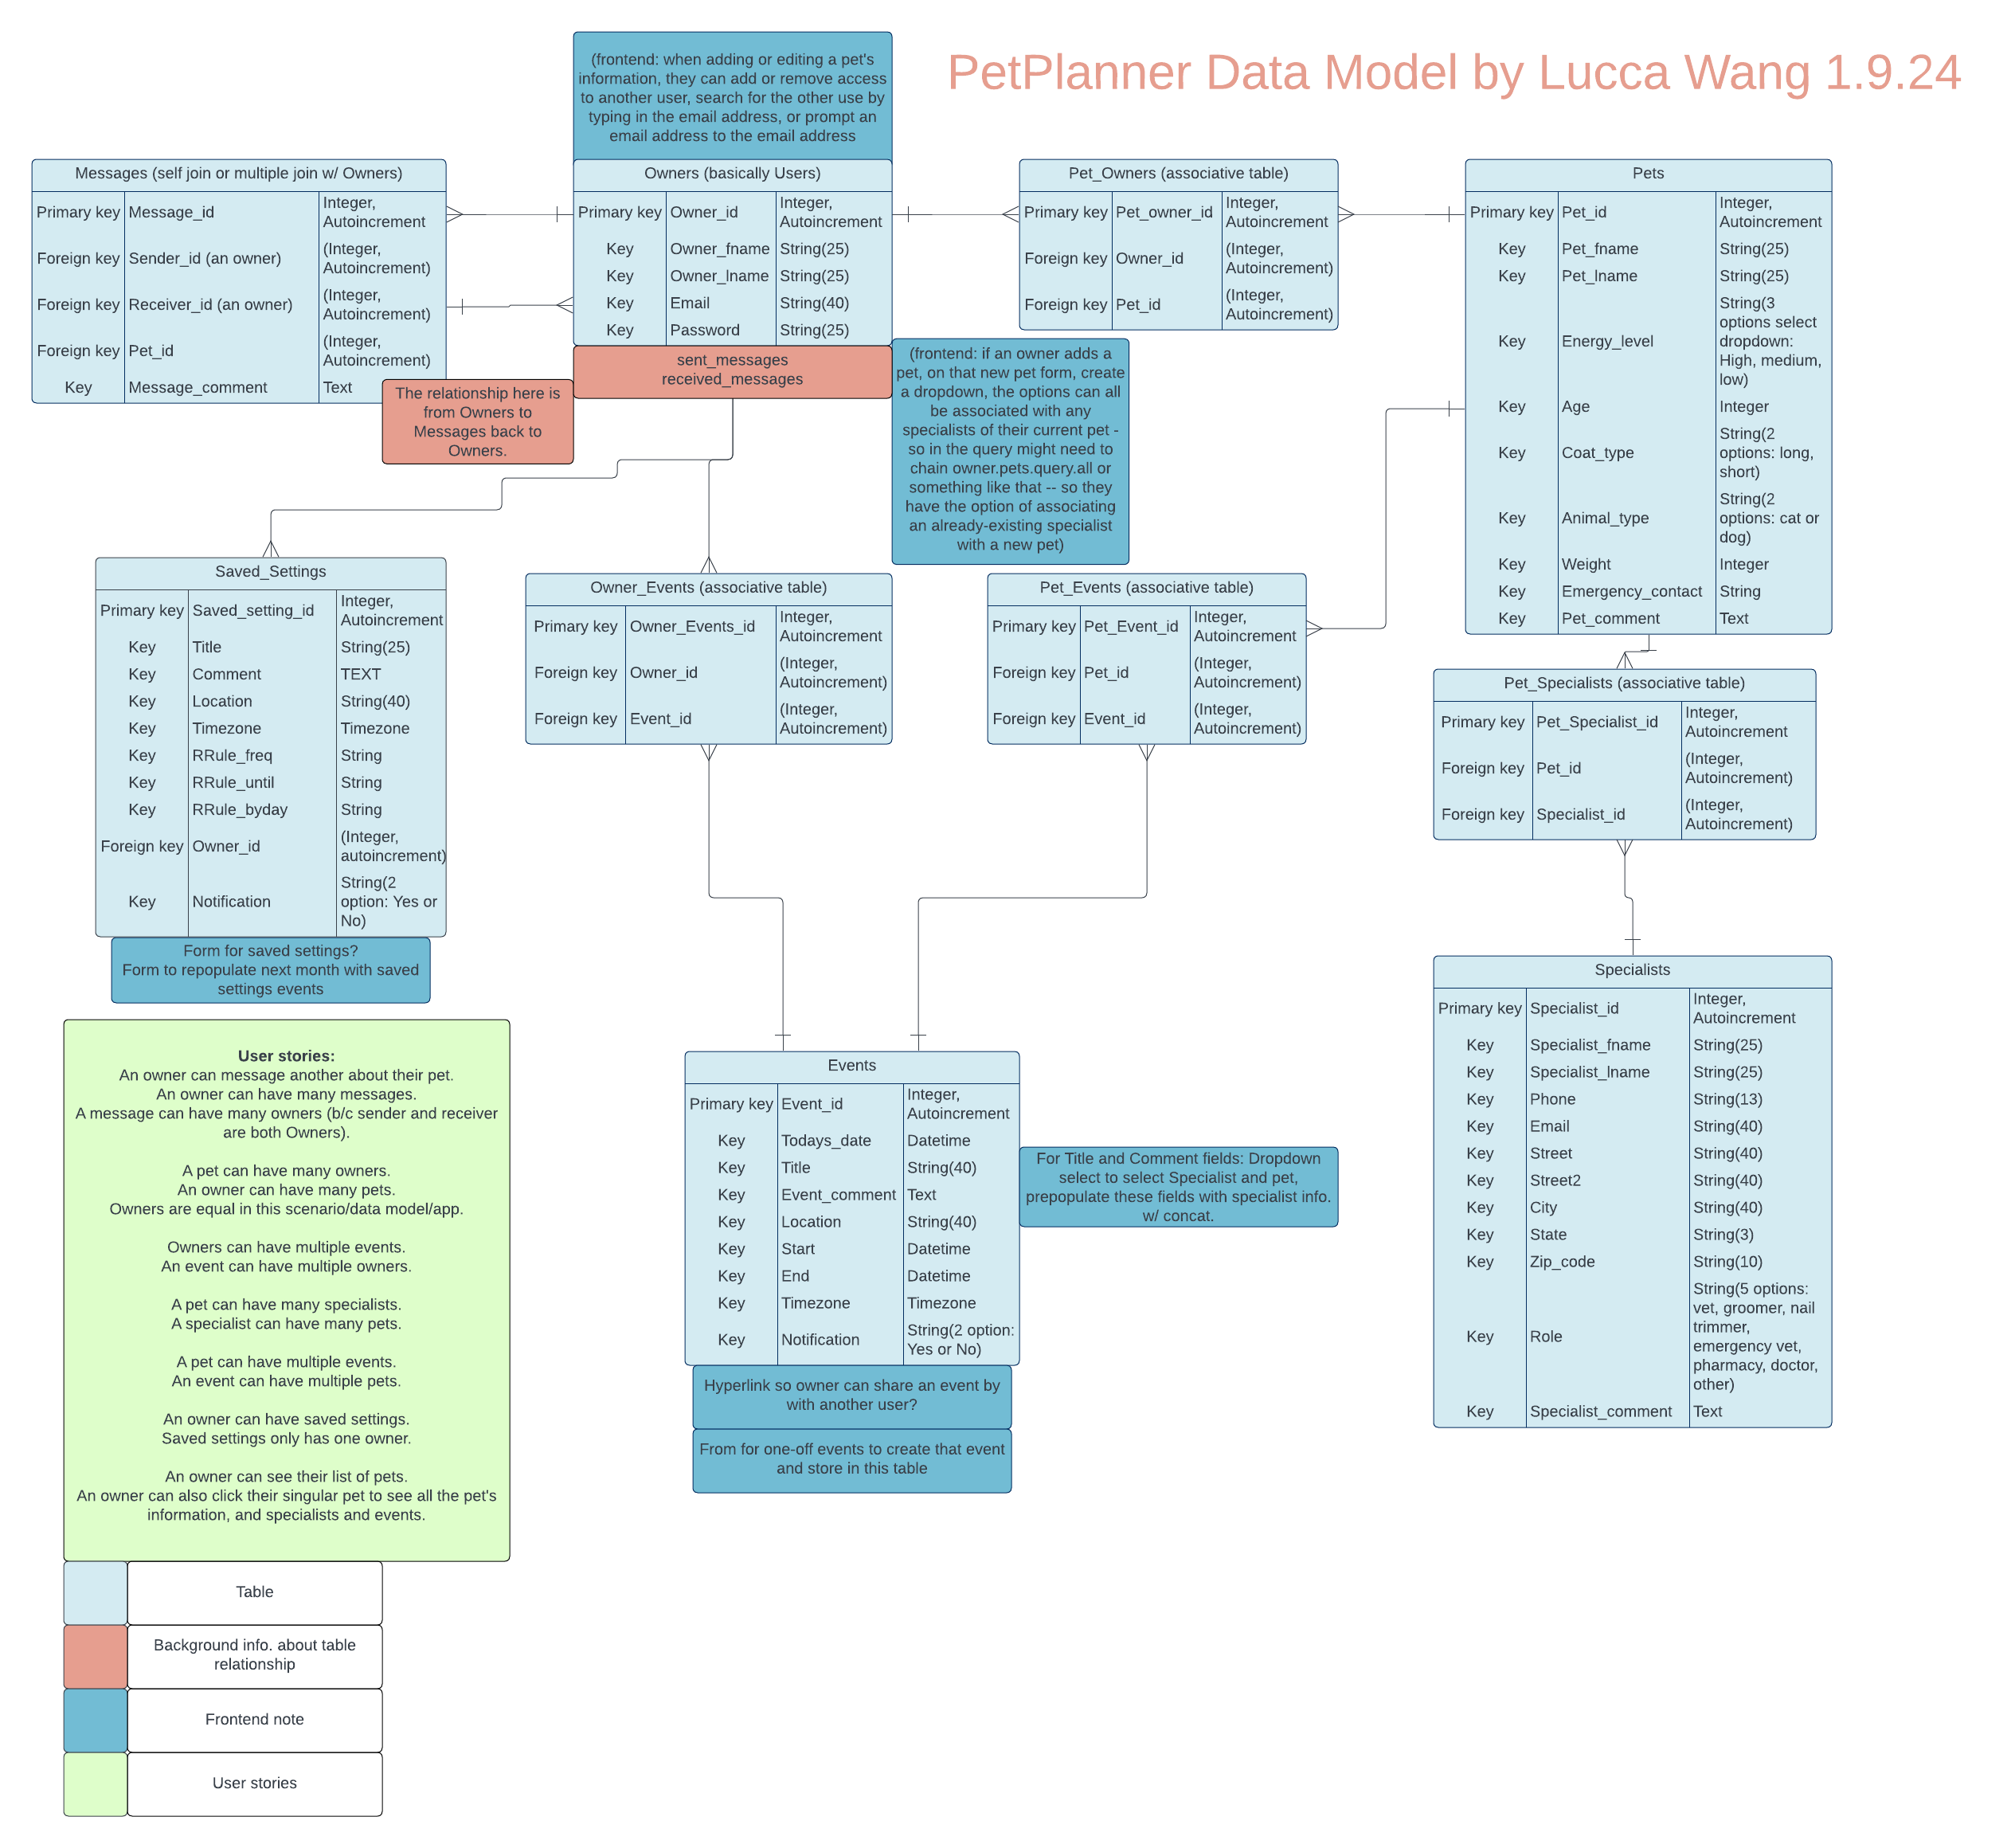 PetPlanner Data Model by Lucca Wang 1.9.24
(frontend: when adding or editing a pet's
information, they can add or remove access
to another user, search for the other use by
typing in the email address, or prompt an
email address to the email address
Messages (self join or multiple join w/ Owners)
Primary key Message_id Integer,
Autoincrement
Foreign key Sender_id (an owner) (Integer,
Autoincrement)
Foreign key Receiver_id (an owner) (Integer,
Autoincrement)
Foreign key Pet_id (Integer,
Autoincrement)
Key Message_comment Text
The relationship here is
from Owners to
Messages back to
Owners.
Owners (basically Users)
Primary key Owner_id Integer,
Autoincrement
Key Owner_fname String(25)
Key Owner_lname String(25)
Key Email String(40)
Key Password String(25)
sent_messages
received_messages
Pet_Owners (associative table)
Primary key Pet_owner_id Integer,
Autoincrement
Foreign key Owner_id (Integer,
Autoincrement)
Foreign key Pet_id (Integer,
Autoincrement)
(frontend: if an owner adds a
pet, on that new pet form, create
a dropdown, the options can all
be associated with any
specialists of their current pet -
so in the query might need to
chain owner.pets.query.all or
something like that -- so they
have the option of associating
an already-existing specialist
with a new pet)
Pets
Primary key Pet_id Integer,
Autoincrement
Key Pet_fname String(25)
Key Pet_lname String(25)
Key Energy_level String(3
options select
dropdown:
High, medium,
low)
Key Age Integer
Key Coat_type String(2
options: long,
short)
Key Animal_type String(2
options: cat or
dog)
Key Weight Integer
Key Emergency_contact String
Key Pet_comment Text
Saved_Settings
Primary key Saved_setting_id Integer,
Autoincrement
Key Title String(25)
Key Comment TEXT
Key Location String(40)
Key Timezone Timezone
Key RRule_freq String
Key RRule_until String
Key RRule_byday String
Foreign key Owner_id (Integer,
autoincrement)
Key Notification String(2
option: Yes or
No)
Form for saved settings?
Form to repopulate next month with saved
settings events
Owner_Events (associative table)
Primary key Owner_Events_id Integer,
Autoincrement
Foreign key Owner_id (Integer,
Autoincrement)
Foreign key Event_id (Integer,
Autoincrement)
Pet_Events (associative table)
Primary key Pet_Event_id Integer,
Autoincrement
Foreign key Pet_id (Integer,
Autoincrement)
Foreign key Event_id (Integer,
Autoincrement)
Pet_Specialists (associative table)
Primary key Pet_Specialist_id Integer,
Autoincrement
Foreign key Pet_id (Integer,
Autoincrement)
Foreign key Specialist_id (Integer,
Autoincrement)
Specialists
Primary key Specialist_id Integer,
Autoincrement
Key Specialist_fname String(25)
Key Specialist_lname String(25)
Key Phone String(13)
Key Email String(40)
Key Street String(40)
Key Street2 String(40)
Key City String(40)
Key State String(3)
Key Zip_code String(10)
Key Role String(5 options:
vet, groomer, nail
trimmer,
emergency vet,
pharmacy, doctor,
other)
Key Specialist_comment Text
Events
Primary key Event_id Integer,
Autoincrement
Key Todays_date Datetime
Key Title String(40)
Key Event_comment Text
Key Location String(40)
Key Start Datetime
Key End Datetime
Key Timezone Timezone
Key Notification String(2 option:
Yes or No)
For Title and Comment fields: Dropdown
select to select Specialist and pet,
prepopulate these fields with specialist info.
w/ concat.
Hyperlink so owner can share an event by
with another user?
From for one-off events to create that event
and store in this table
User stories:
An owner can message another about their pet.
An owner can have many messages.
A message can have many owners (b/c sender and receiver
are both Owners).
A pet can have many owners.
An owner can have many pets.
Owners are equal in this scenario/data model/app.
Owners can have multiple events.
An event can have multiple owners.
A pet can have many specialists.
A specialist can have many pets.
A pet can have multiple events.
An event can have multiple pets.
An owner can have saved settings.
Saved settings only has one owner.
An owner can see their list of pets.
An owner can also click their singular pet to see all the pet's
information, and specialists and events.
Table
Background info. about table
relationship
Frontend note
User stories